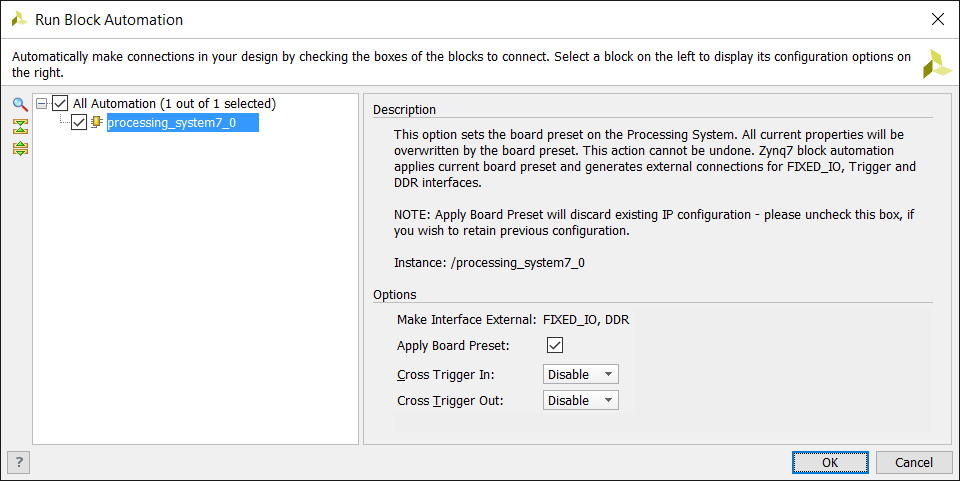 Run Block Automation
Automatically make connections in your design by checking the boxes of the blocks to connect. Select a block on the left to display its configuration options on
the right.
All Automation (1 out of 1 selected)
processing_system7_0
Description
This option sets the board preset on the Processing System. All current properties will be
overwritten by the board preset. This action cannot be undone. Zynq7 block automation
applies current board preset and generates external connections for FIXED_IO, Trigger and
DDR interfaces.
NOTE: Apply Board Preset will discard existing IP configuration - please uncheck this box, if
you wish to retain previous configuration.
Instance: /processing_system7_0
Options
Make Interface External: FIXED_IO, DDR
Apply Board Preset:
Cross Trigger In: Disable
Cross Trigger Out: Disable
?
OK
Cancel